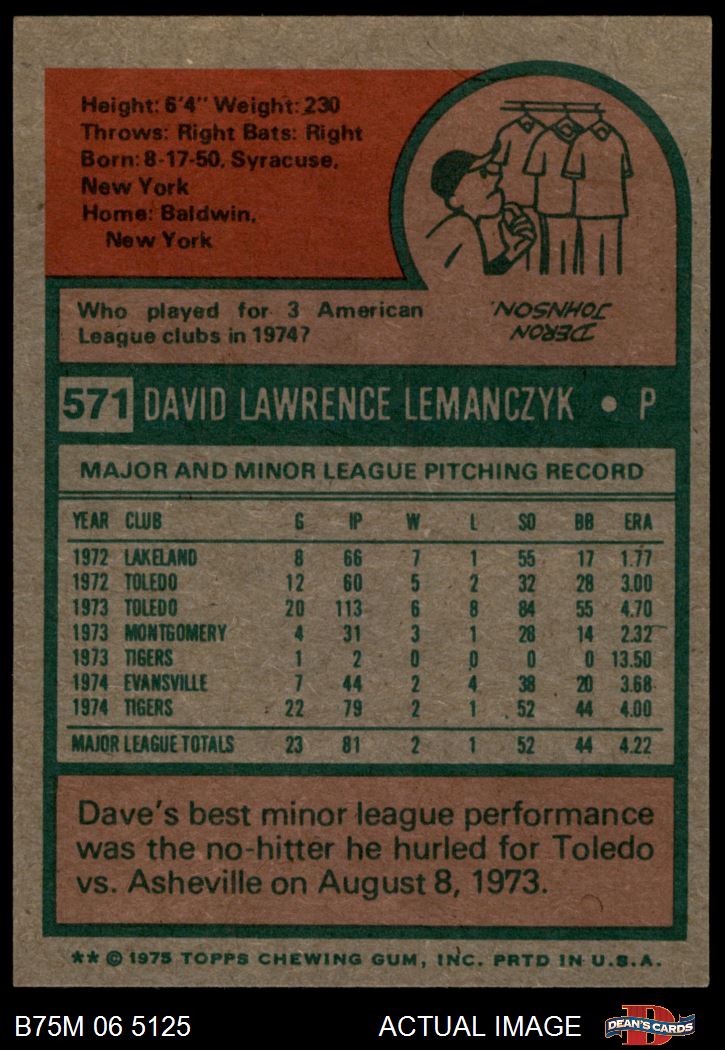 Height: 6'4" Weight: 230
Throws: Right Bats: Right
Born: 8-17-50, Syracuse,
New York
Home: Baldwin,
New York
Who played for 3 American
League clubs in 1974?
DERON
JOHNSON.
571 DAVID LAWRENCE LEMANCZYK • P
MAJOR AND MINOR LEAGUE PITCHING RECORD
YEAR CLUB G IP W L SO BB ERA
1972 LAKELAND 8 66 7 1 55 17 1.77
1972 TOLEDO 12 60 5 2 32 28 3.00
1973 TOLEDO 20 113 6 8 84 55 4.70
1973 MONTGOMERY 4 31 3 1 28 14 2.32
1973 TIGERS 1 2 0 0 0 0 13.50
1974 EVANSVILLE 7 44 2 4 38 20 3.68
1974 TIGERS 22 79 2 1 52 44 4.00
MAJOR LEAGUE TOTALS 23 81 2 1 52 44 4.22
Dave's best minor league performance
was the no-hitter he hurled for Toledo
vs. Asheville on August 8, 1973.
** © 1975 TOPPS CHEWING GUM, INC. PRTD IN U.S.A.
B75M 06 5125 ACTUAL IMAGE DEAN'S CARDS